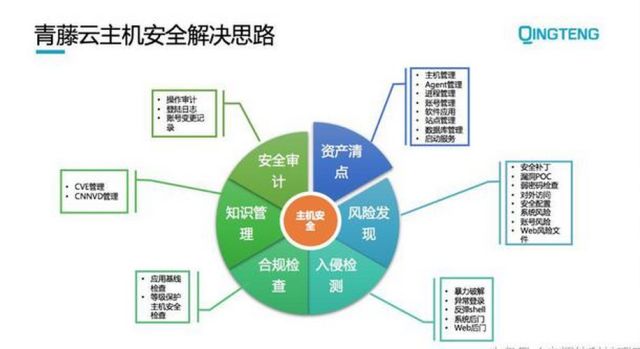 青藤云主机安全解决思路
QINGTENG
操作审计
登陆日志
账号变更记
录
主机管理
Agent管理
进程管理
账号管理
软件应用
站点管理
数据库管理
启动服务
安全审
计
资产清
点
CVE管理
CNNVD管理
知识管
理
主机安
全
风险发
现
安全补丁
漏洞POC
弱密码检查
对外访问
安全配置
系统风险
账号风险
Web风险文
件
合规检
查
入侵检
测
应用基线
检查
等级保护
主机安全
检查
暴力破解
异常登录
反弹shell
系统后门
Web后门